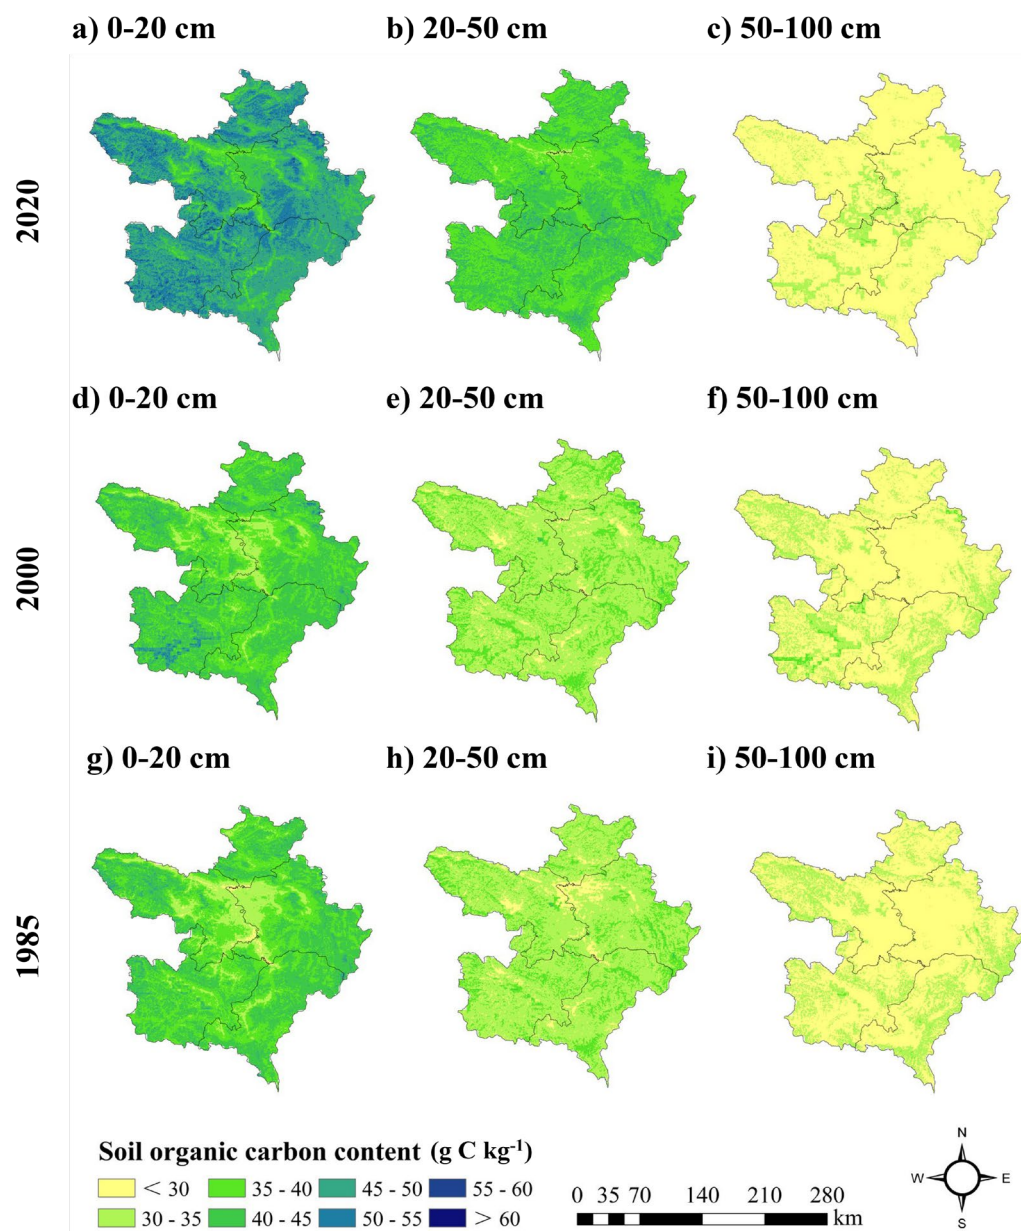 a) 0-20 cm b) 20-50 cm c) 50-100 cm
2020
d) 0-20 cm e) 20-50 cm f) 50-100 cm
2000
g) 0-20 cm h) 20-50 cm i) 50-100 cm
1985
Soil organic carbon content (g C kg⁻¹)
< 30 35 - 40 45 - 50 55 - 60
30 - 35 40 - 45 50 - 55 > 60
0 35 70 140 210 280
km
N
W E
S